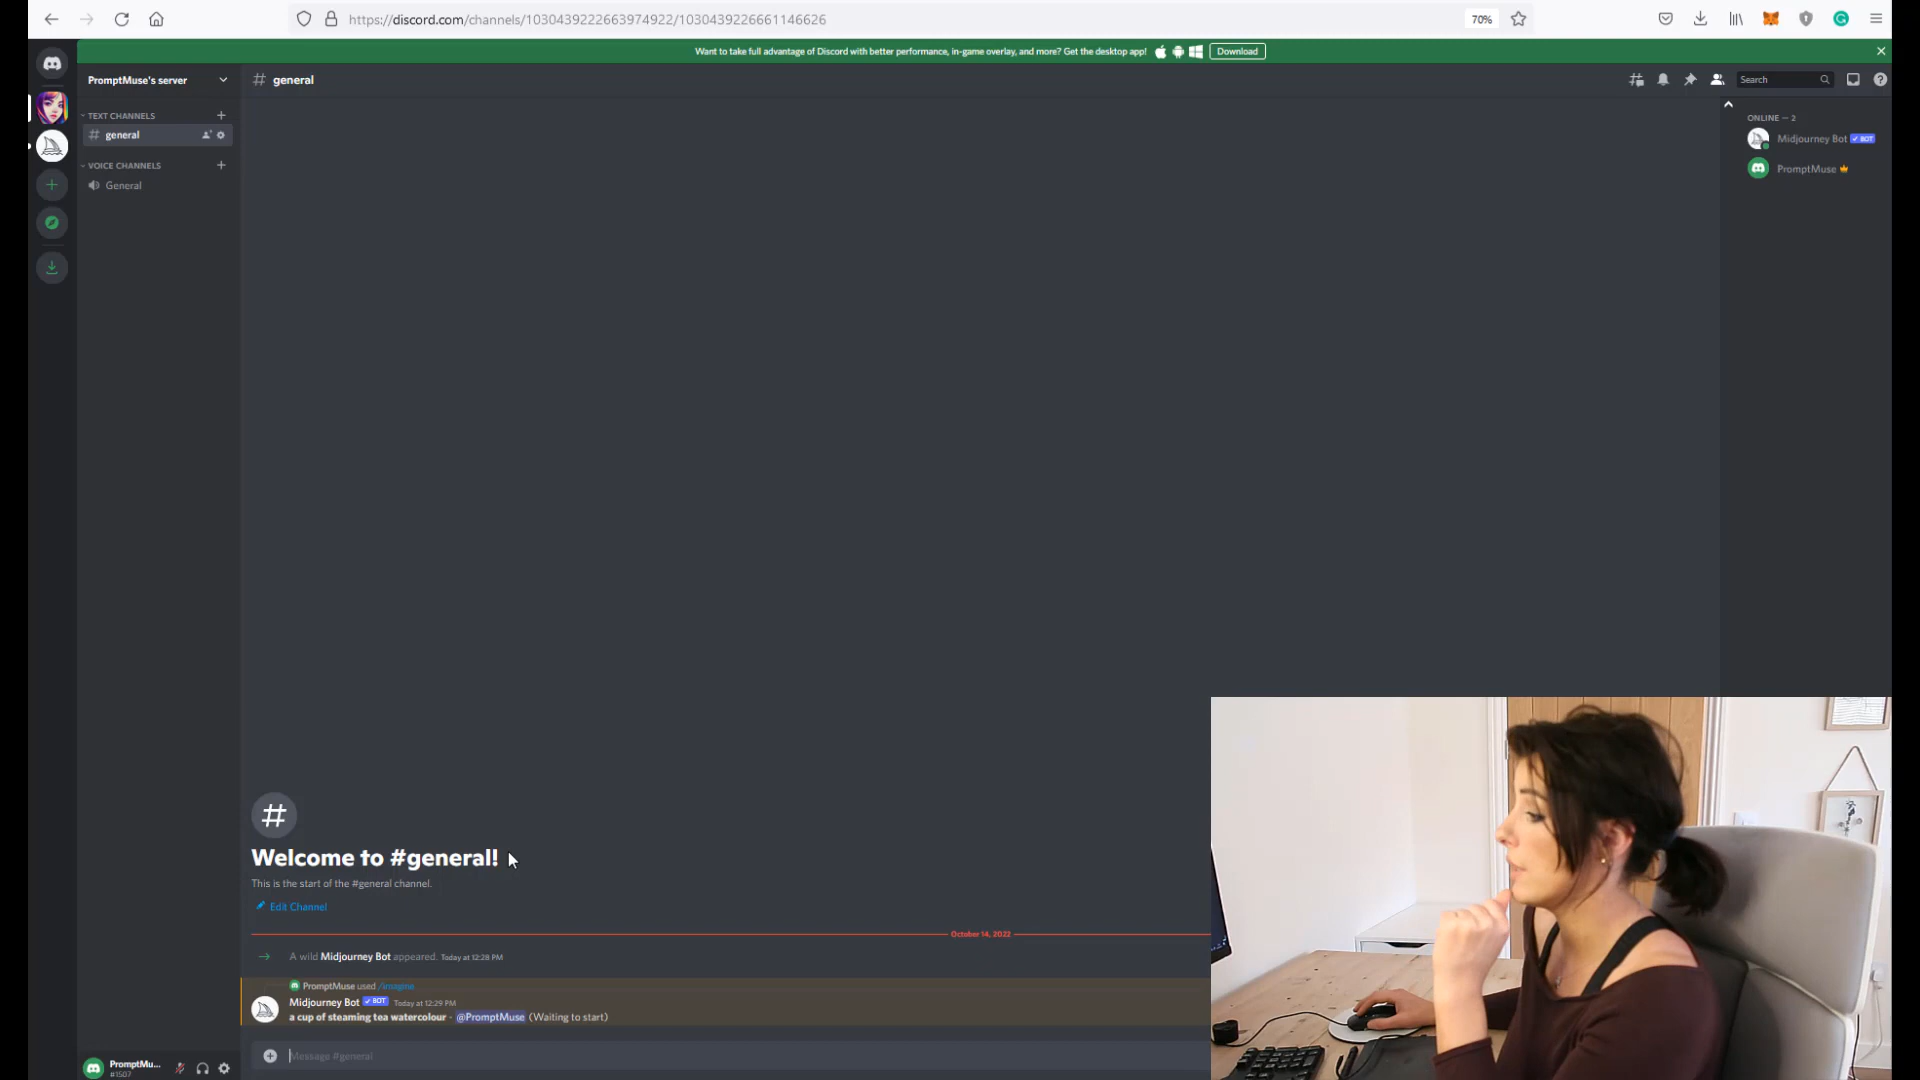 https://discord.com/channels/1030439222663974922/1030439226661146626
70%
Want to take full advantage of Discord with better performance, in-game overlay, and more? Get the desktop app!
Download
PromptMuse's server
general
Search
TEXT CHANNELS
general
VOICE CHANNELS
General
ONLINE — 2
Midjourney Bot ✓ BOT
PromptMuse
Welcome to #general!
This is the start of the #general channel.
Edit Channel
October 14, 2022
A wild Midjourney Bot appeared. Today at 12:28 PM
PromptMuse used /imagine
Midjourney Bot ✓ BOT Today at 12:29 PM
a cup of steaming tea watercolour - @PromptMuse (Waiting to start)
Message #general
PromptMu...
#1507